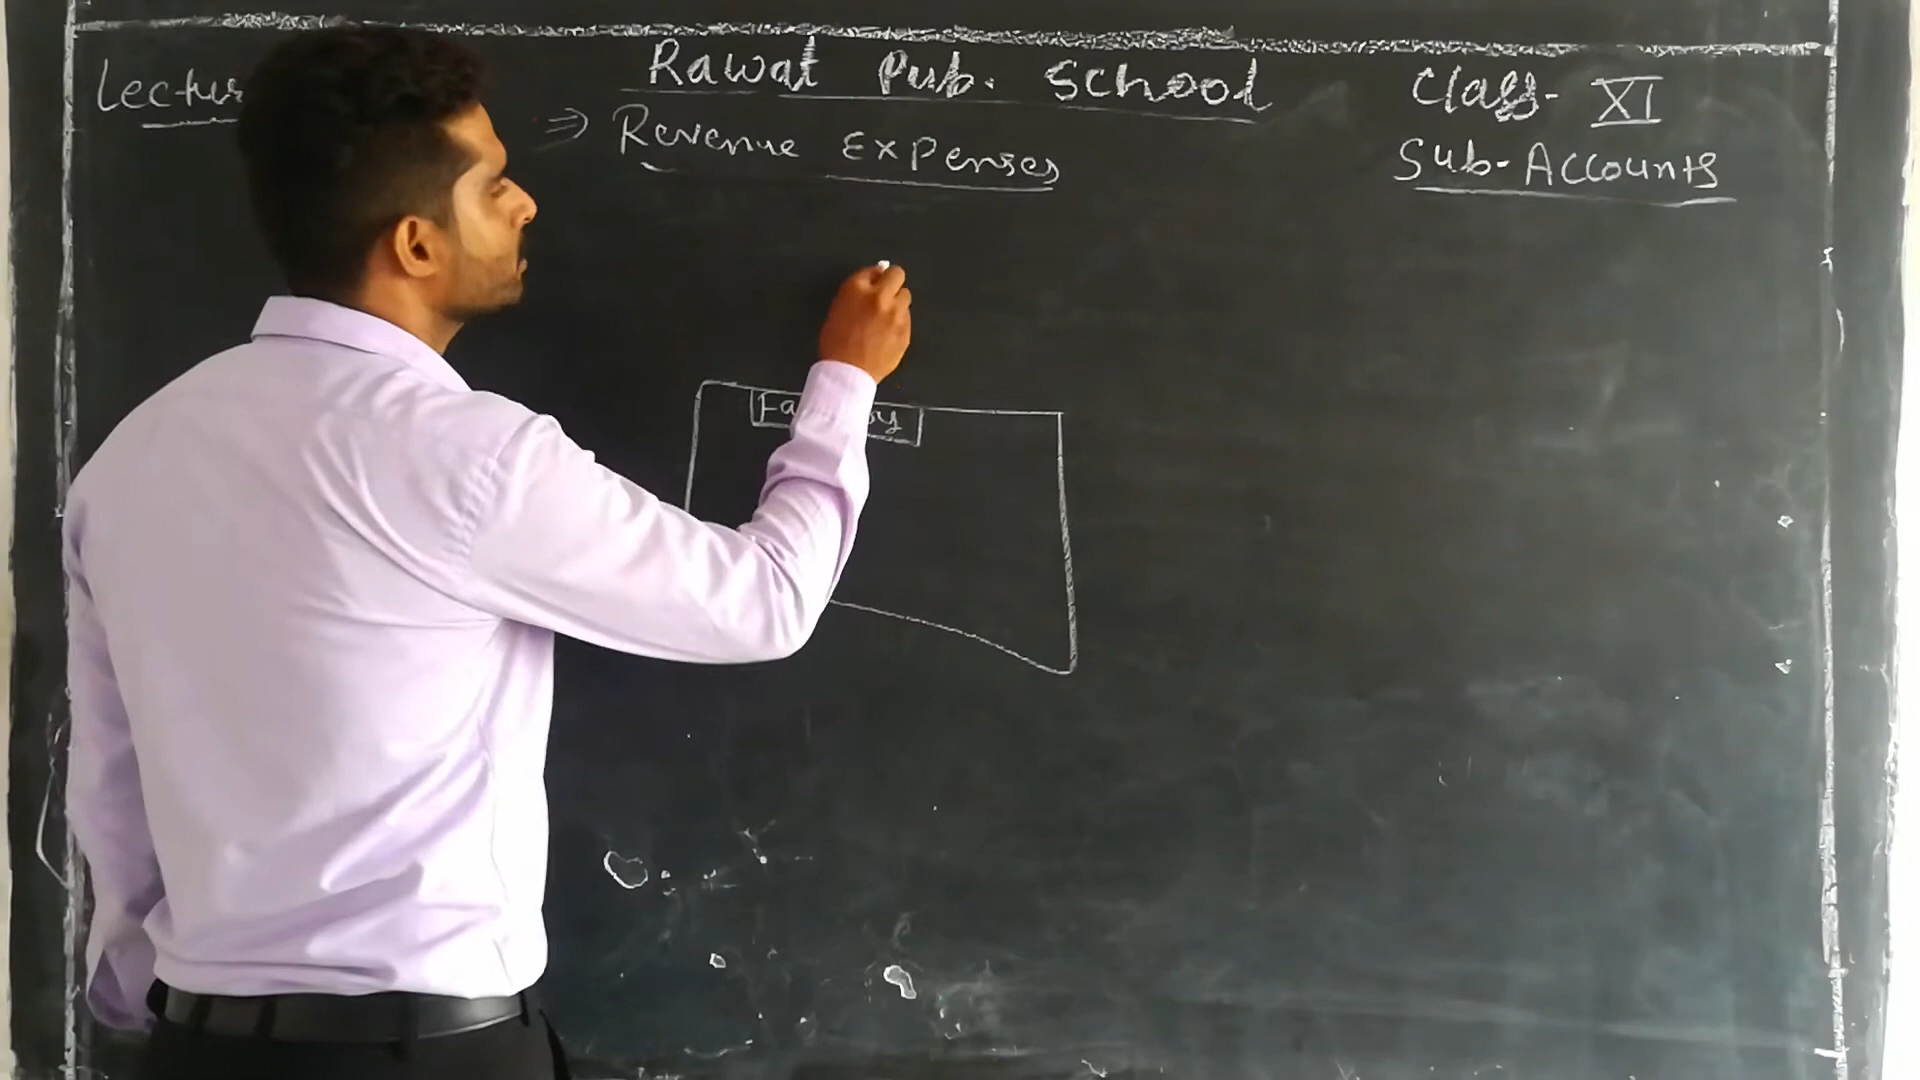 Rawat Pub. School
Class- XI
Sub- Accounts
⇒ Revenue Expenses